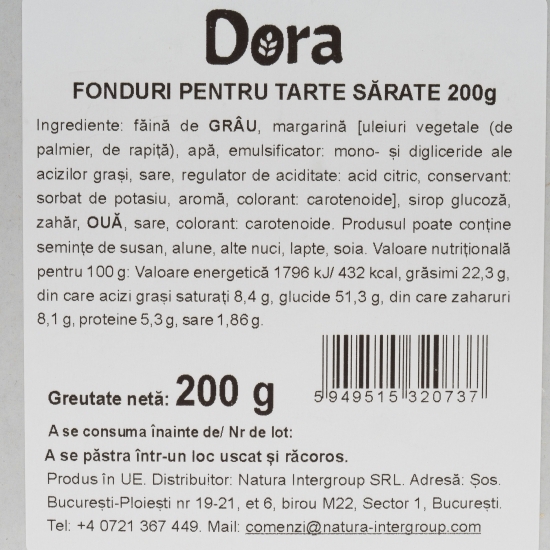 Dora
FONDURI PENTRU TARTE SĂRATE 200g
Ingrediente: făină de GRÂU, margarină [uleiuri vegetale (de
palmier, de rapiță), apă, emulsificator: mono- și digliceride ale
acizilor grași, sare, regulator de aciditate: acid citric, conservant:
sorbat de potasiu, aromă, colorant: carotenoide], sirop glucoză,
zahăr, OUĂ, sare, colorant: carotenoide. Produsul poate conține
semințe de susan, alune, alte nuci, lapte, soia. Valoare nutrițională
pentru 100 g: Valoare energetică 1796 kJ/ 432 kcal, grăsimi 22,3 g,
din care acizi grași saturați 8,4 g, glucide 51,3 g, din care zaharuri
8,1 g, proteine 5,3 g, sare 1,86 g.
Greutate netă: 200 g
5 949515 320737
A se consuma înainte de/ Nr de lot:
A se păstra într-un loc uscat și răcoros.
Produs în UE. Distribuitor: Natura Intergroup SRL. Adresă: Șos.
București-Ploiești nr 19-21, et 6, birou M22, Sector 1, București.
Tel: +4 0721 367 449. Mail: comenzi@natura-intergroup.com